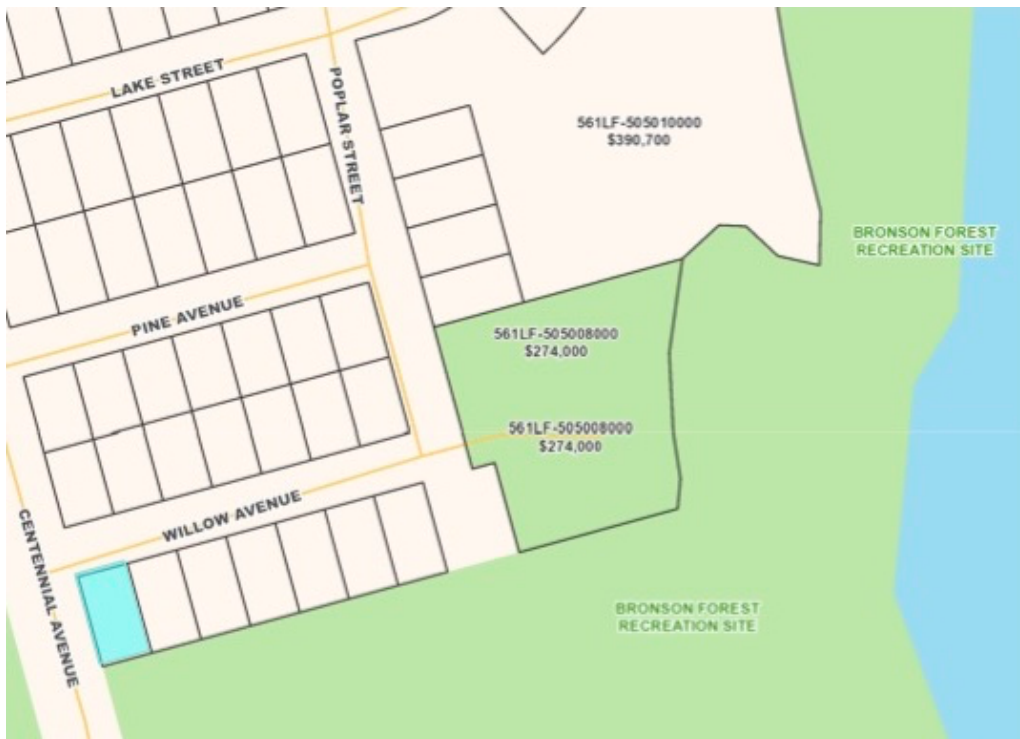 LAKE STREET
POPLAR STREET
561LF-505010000
$390,700
BRONSON FOREST
RECREATION SITE
PINE AVENUE
561LF-505008000
$274,000
561LF-505008000
$274,000
WILLOW AVENUE
CENTENNIAL AVENUE
BRONSON FOREST
RECREATION SITE